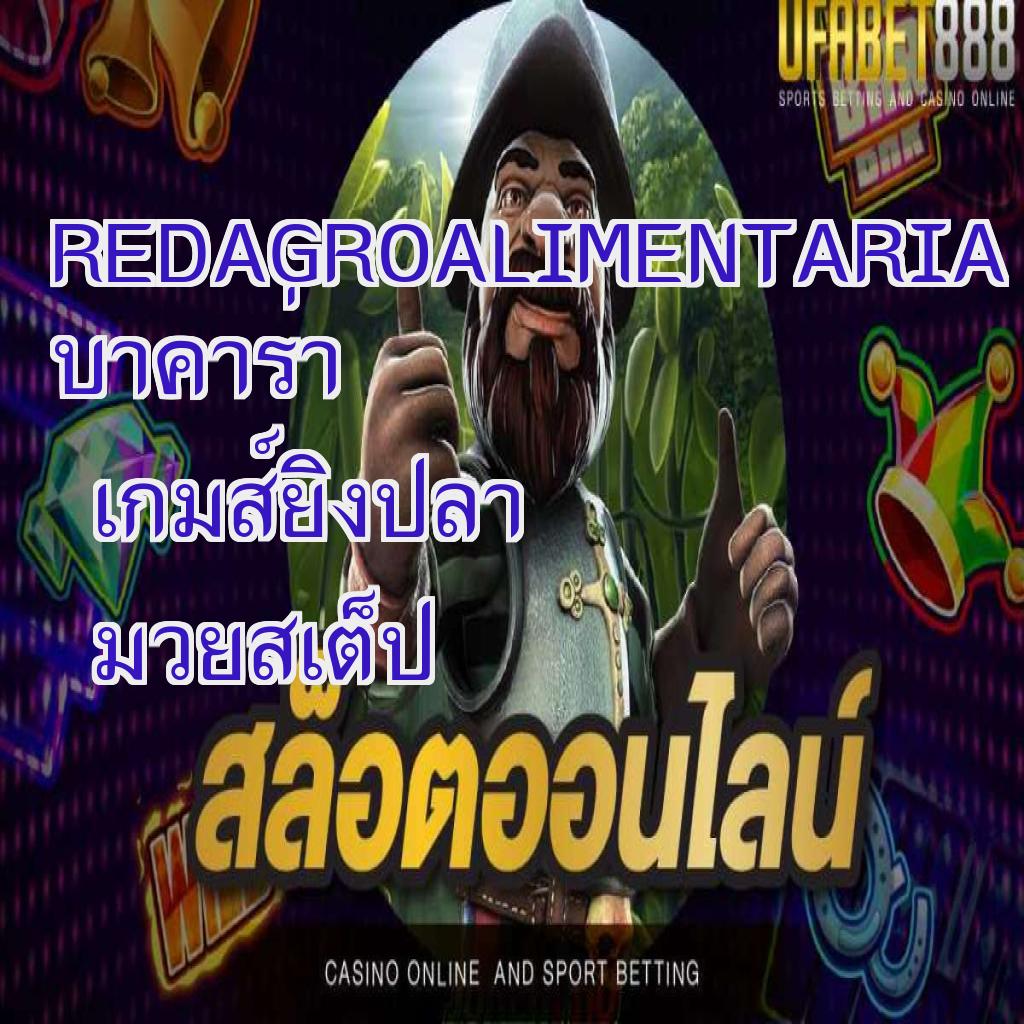 UFABET888
SPORTS BETTING AND CASINO ONLINE
BAR
REDAGROALIMENTARIA
บาคาร่า
เกมส์ยิงปลา
มวยสเต็ป
สล็อตออนไลน์
WIN
CASINO ONLINE AND SPORT BETTING